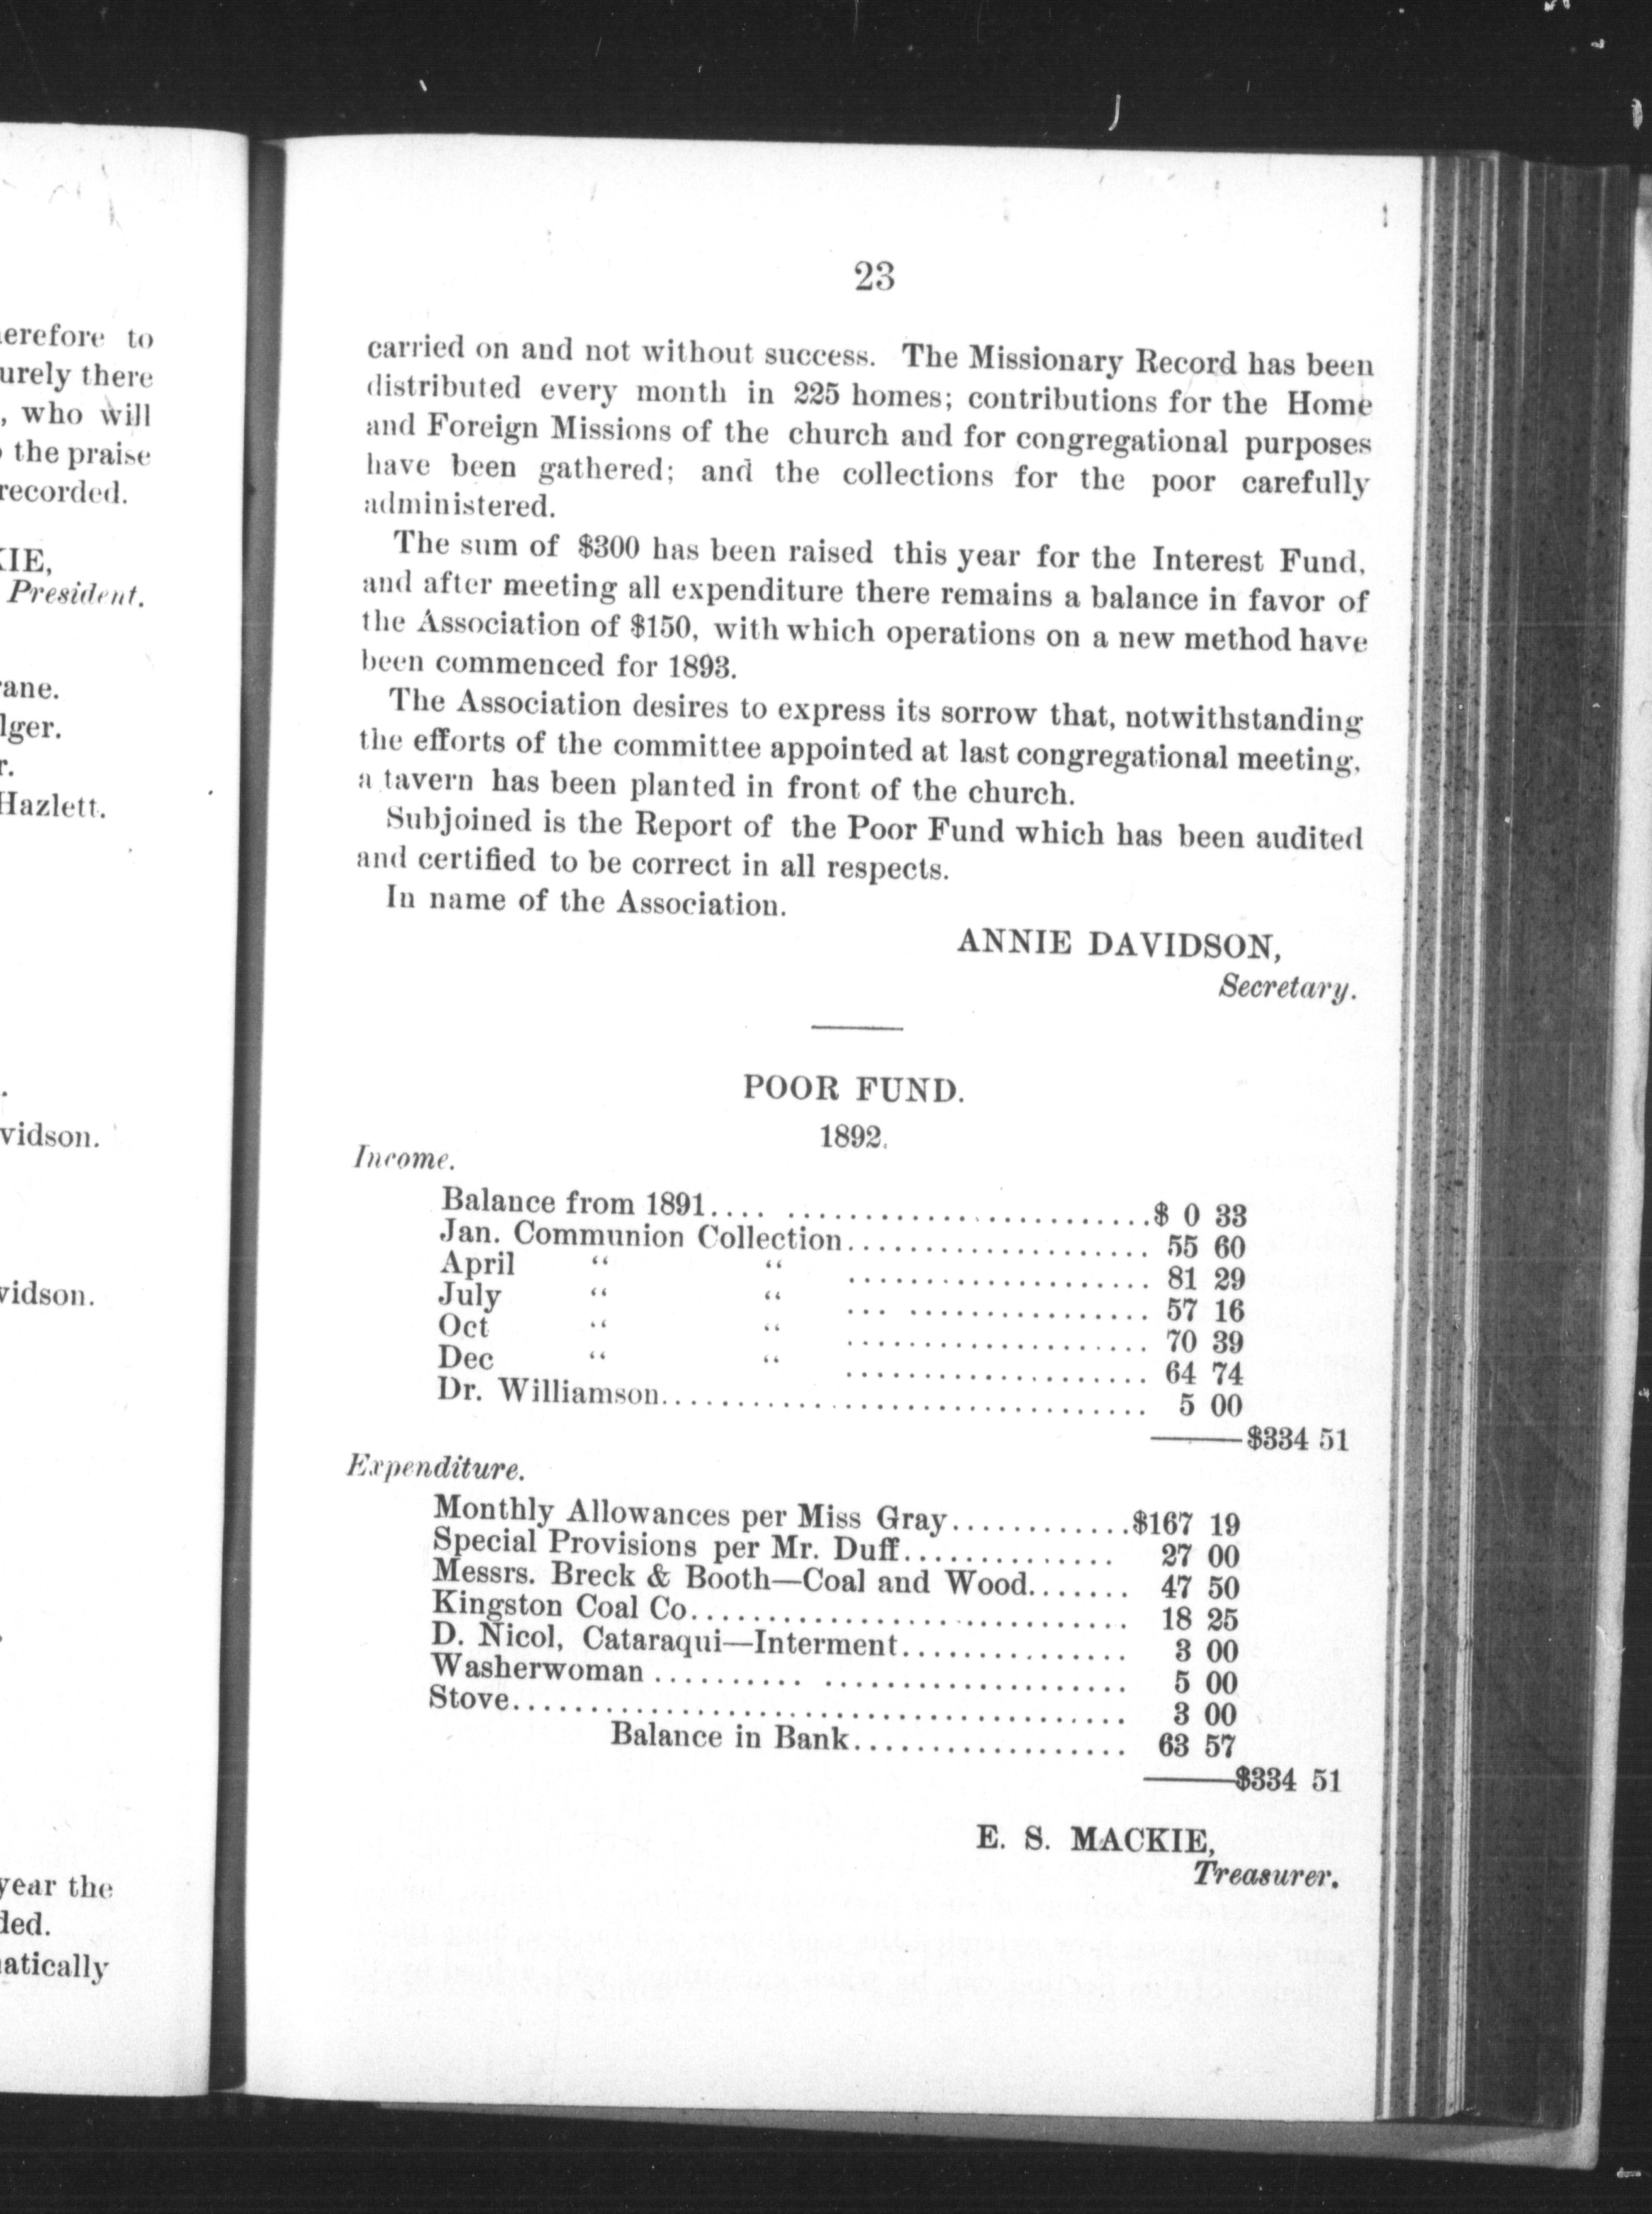 erefore to
urely there
, who will
the praise
recorded.
KIE,
President.
rane.
lger.
r.
Hazlett.
vidson.
vidson.
year the
ded.
natically
23
carried on and not without success. The Missionary Record has been
distributed every month in 225 homes; contributions for the Home
and Foreign Missions of the church and for congregational purposes
have been gathered; and the collections for the poor carefully
administered.
The sum of $300 has been raised this year for the Interest Fund,
and after meeting all expenditure there remains a balance in favor of
the Association of $150, with which operations on a new method have
been commenced for 1893.
The Association desires to express its sorrow that, notwithstanding
the efforts of the committee appointed at last congregational meeting,
a tavern has been planted in front of the church.
Subjoined is the Report of the Poor Fund which has been audited
and certified to be correct in all respects.
In name of the Association.
ANNIE DAVIDSON,
Secretary.
POOR FUND.
1892.
Income.
Balance from 1891.... ........................$ 0 33
Jan. Communion Collection.................... 55 60
April “ “ .................... 81 29
July “ “ ... ................ 57 16
Oct “ “ .................... 70 39
Dec “ “ .................... 64 74
Dr. Williamson................................ 5 00
$334 51
Expenditure.
Monthly Allowances per Miss Gray............$167 19
Special Provisions per Mr. Duff.............. 27 00
Messrs. Breck & Booth—Coal and Wood....... 47 50
Kingston Coal Co............................. 18 25
D. Nicol, Cataraqui—Interment............... 3 00
Washerwoman .......... .................... 5 00
Stove........................................ 3 00
Balance in Bank.................. 63 57
$334 51
E. S. MACKIE,
Treasurer.